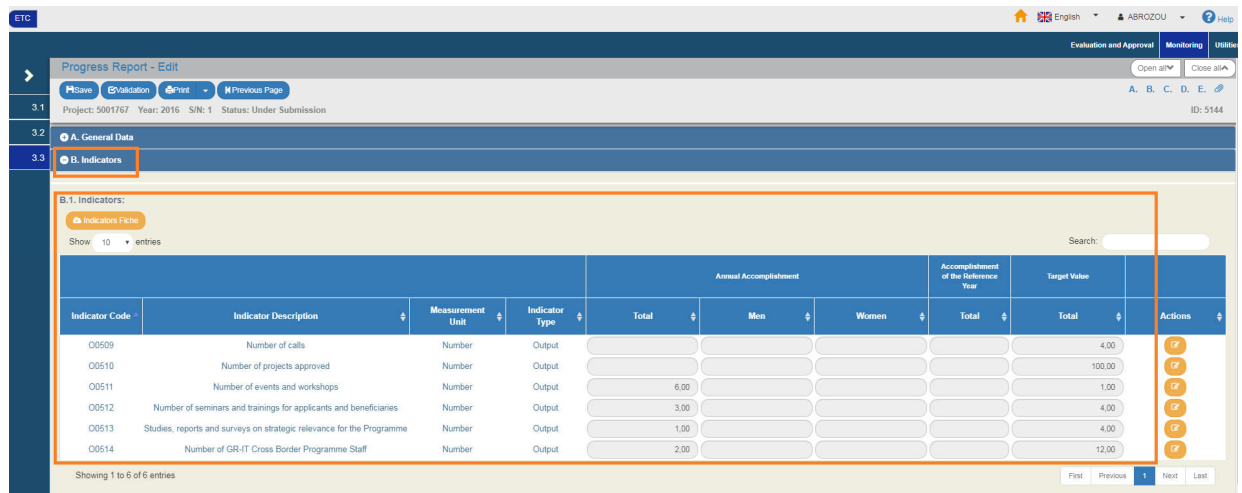 ETC
English ABROZOU Help
Evaluation and Approval Monitoring
Progress Report - Edit Open all Close all
Save Validation Print Previous Page A. B. C. D. E.
3.1 Project: 5001767 Year: 2016 S/N: 1 Status: Under Submission ID: 5144
3.2 A. General Data
3.3 B. Indicators
B.1. Indicators:
Indicators Fiche
Show 10 entries Search:
Annual Accomplishment Accomplishment of the Reference Year Target Value
Indicator Code Indicator Description Measurement Unit Indicator Type Total Men Women Total Total Actions
O0509 Number of calls Number Output 4,00
O0510 Number of projects approved Number Output 100,00
O0511 Number of events and workshops Number Output 6,00 1,00
O0512 Number of seminars and trainings for applicants and beneficiaries Number Output 3,00 4,00
O0513 Studies, reports and surveys on strategic relevance for the Programme Number Output 1,00 4,00
O0514 Number of GR-IT Cross Border Programme Staff Number Output 2,00 12,00
Showing 1 to 6 of 6 entries First Previous 1 Next Last